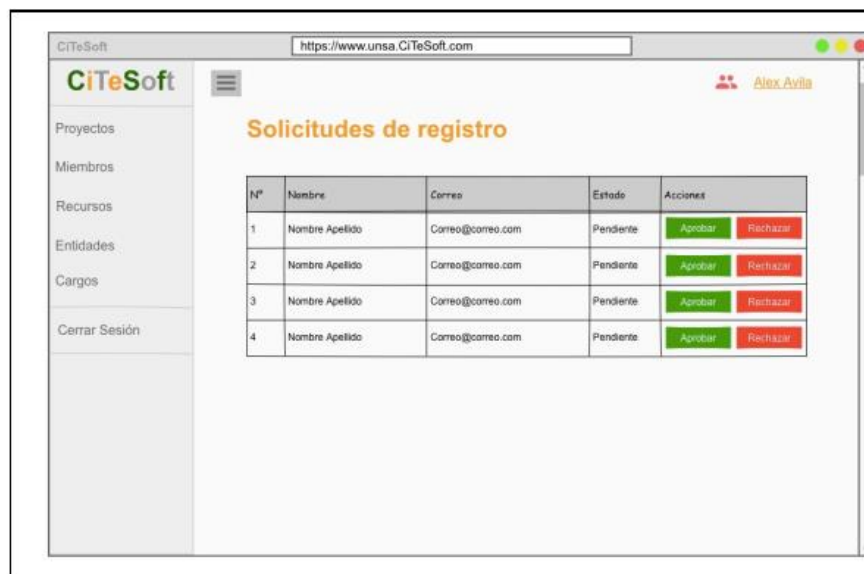 CiTeSoft
https://www.unsa.CiTeSoft.com
CiTeSoft
Alex Avila
Proyectos
Miembros
Recursos
Entidades
Cargos
Cerrar Sesión
Solicitudes de registro
N° Nombre Correo Estado Acciones
1 Nombre Apellido Correo@correo.com Pendiente Aprobar Rechazar
2 Nombre Apellido Correo@correo.com Pendiente Aprobar Rechazar
3 Nombre Apellido Correo@correo.com Pendiente Aprobar Rechazar
4 Nombre Apellido Correo@correo.com Pendiente Aprobar Rechazar